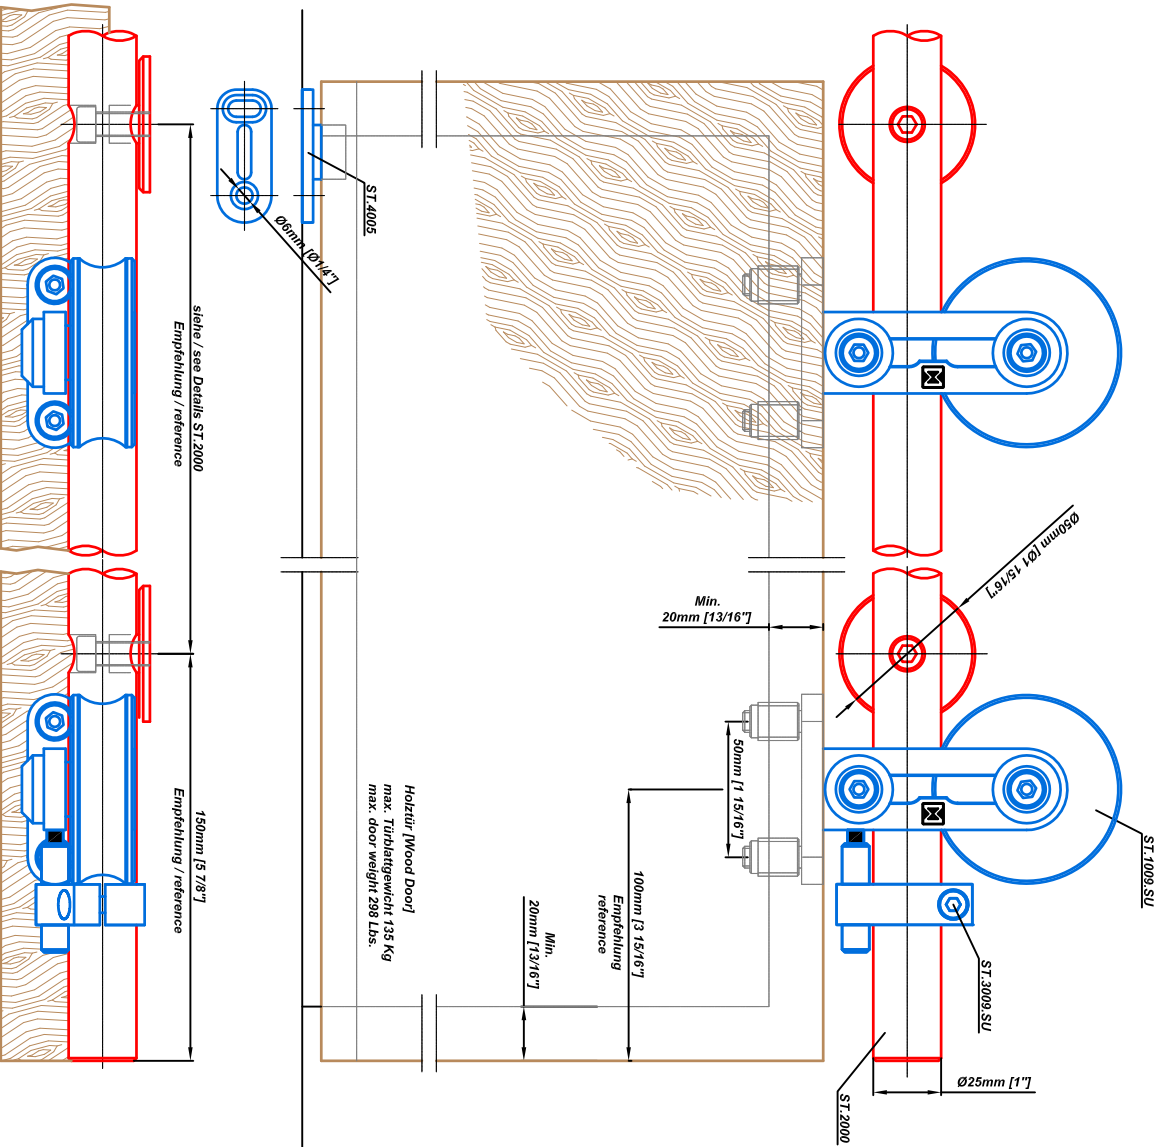 ST.1009.SU
ST.3009.SU
ST.2000
Ø25mm [1"]
Ø50mm [Ø1 15/16"]
Min.
20mm [13/16"]
50mm [1 15/16"]
100mm [3 15/16"]
Empfehlung
reference
Min.
20mm [13/16"]
Holztür [Wood Door]
max. Türblattgewicht 135 Kg
max. door weight 298 Lbs.
ST.4005
Ø6mm [Ø1/4"]
siehe / see Details ST.2000
Empfehlung / reference
150mm [5 7/8"]
Empfehlung / reference